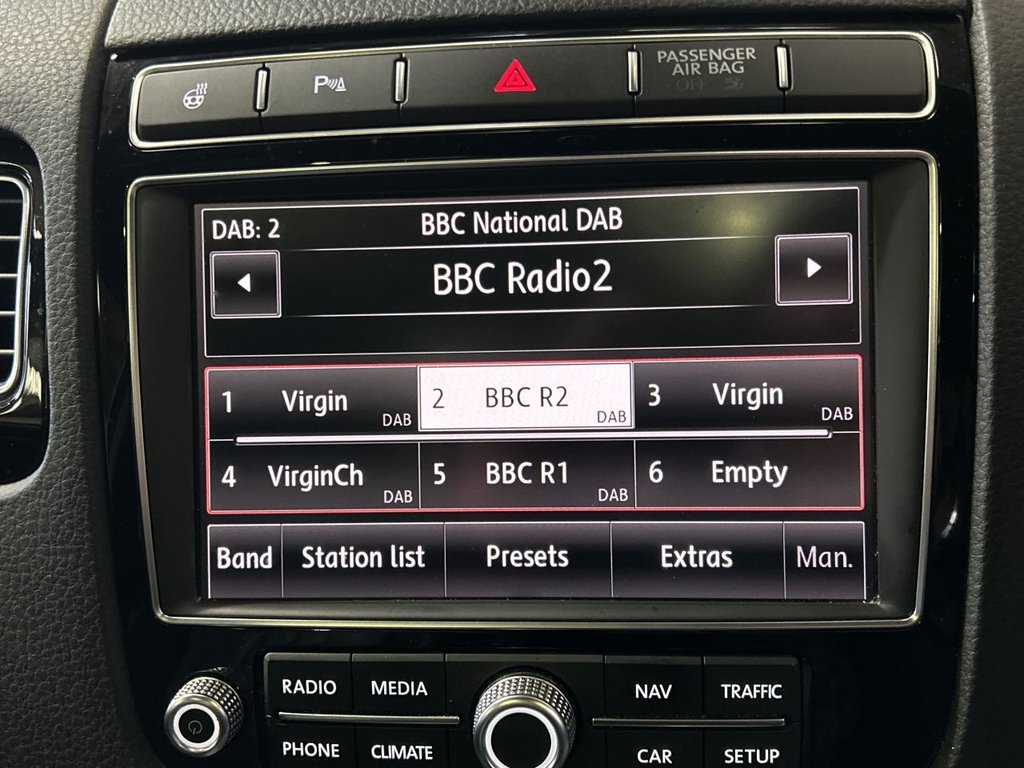 P
PASSENGER
AIR BAG
OFF
DAB: 2
BBC National DAB
BBC Radio2
1 Virgin DAB
2 BBC R2 DAB
3 Virgin DAB
4 VirginCh DAB
5 BBC R1 DAB
6 Empty
Band
Station list
Presets
Extras
Man.
RADIO
MEDIA
NAV
TRAFFIC
PHONE
CLIMATE
CAR
SETUP